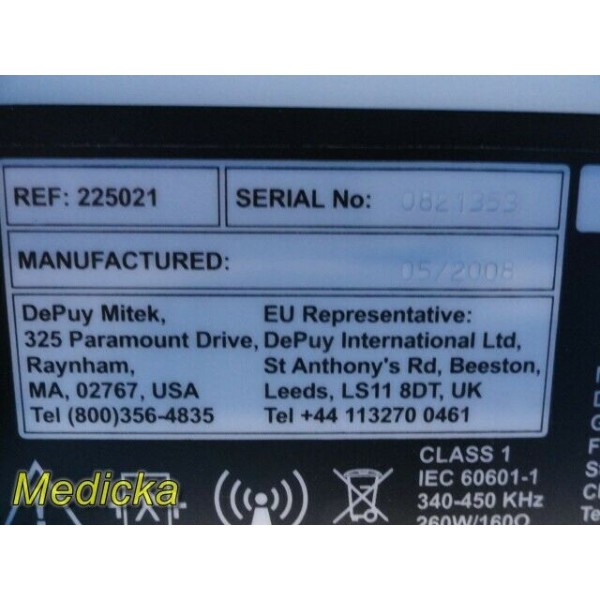 REF: 225021
SERIAL No: 0821353
MANUFACTURED: 05/2008
DePuy Mitek,
325 Paramount Drive,
Raynham,
MA, 02767, USA
Tel (800)356-4835
EU Representative:
DePuy International Ltd,
St Anthony's Rd, Beeston,
Leeds, LS11 8DT, UK
Tel +44 113270 0461
CLASS 1
IEC 60601-1
340-450 KHz
260W/160Ω
Medicka